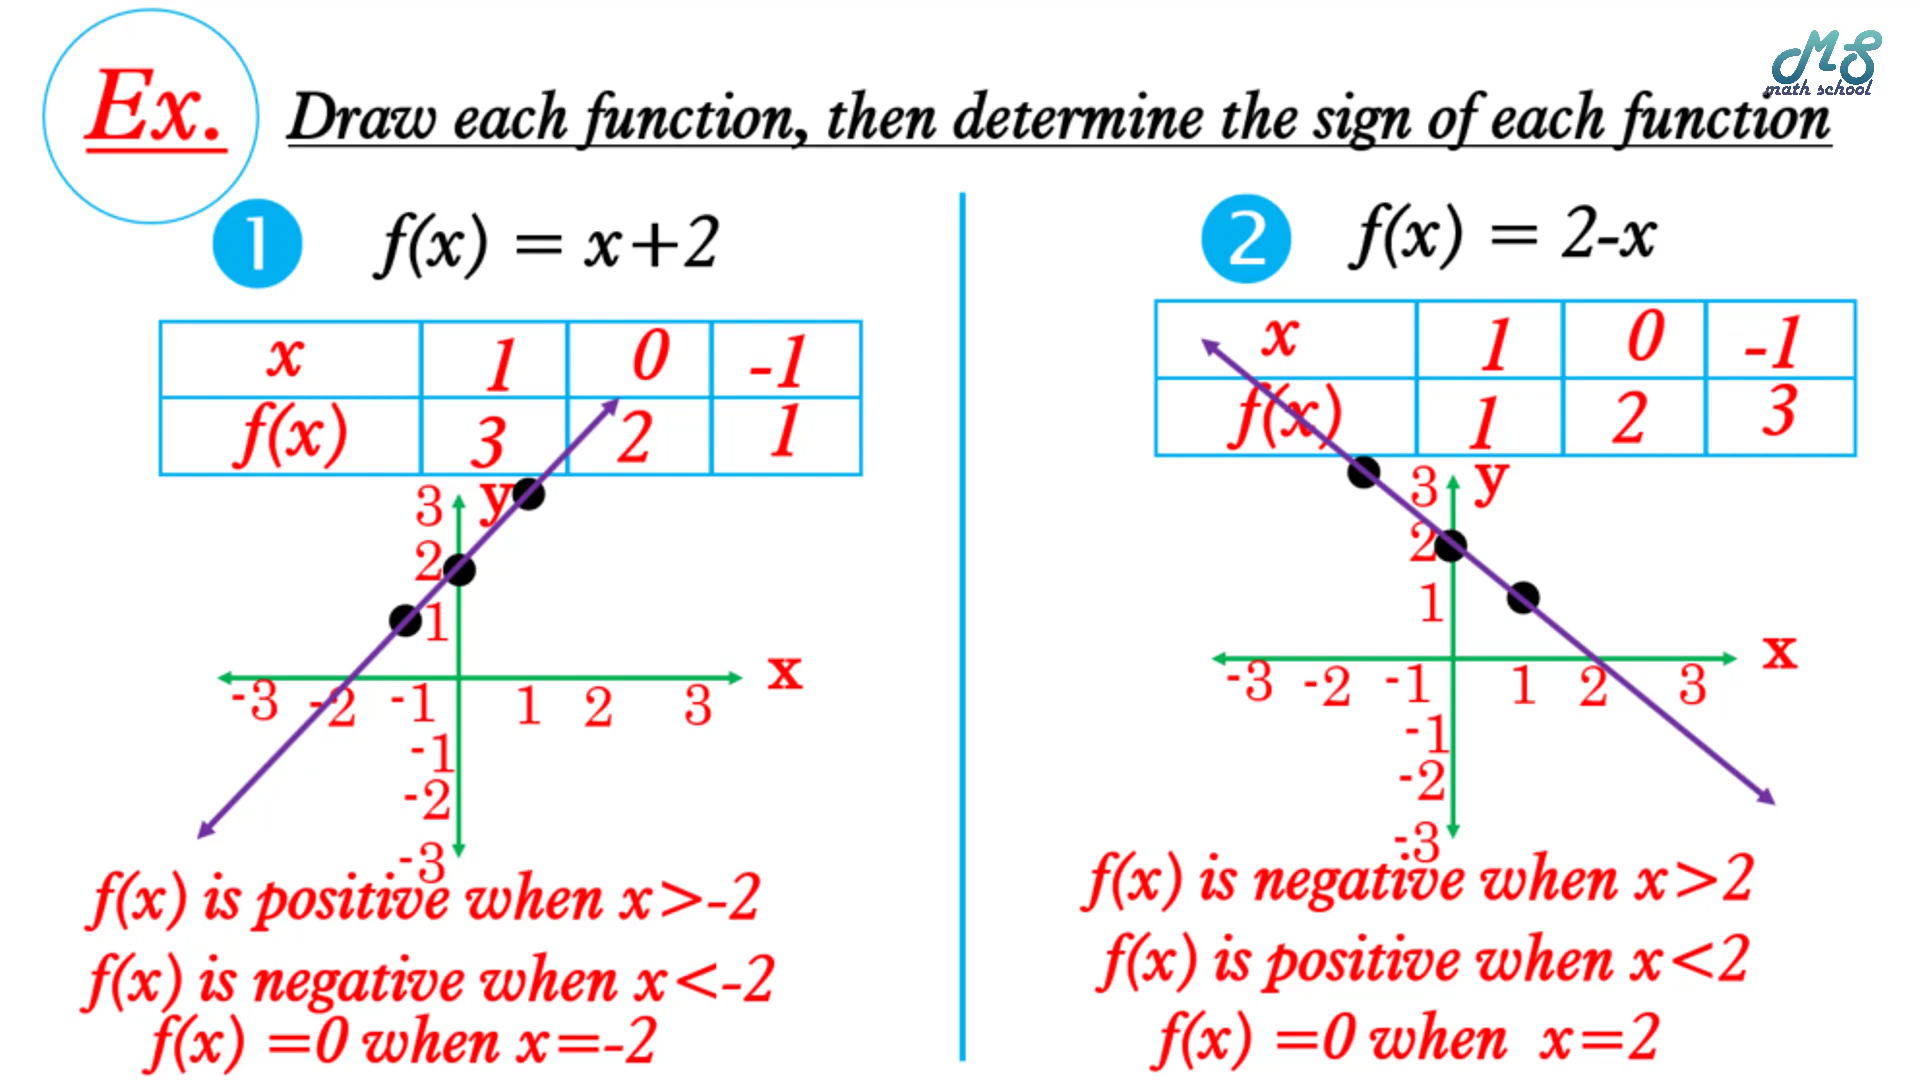 MS
math school
Ex.
Draw each function, then determine the sign of each function
1
f(x) = x+2
x 1 0 -1
f(x) 3 2 1
y
3
2
1
x
-3 -2 -1 1 2 3
-1
-2
-3
f(x) is positive when x>-2
f(x) is negative when x<-2
f(x) =0 when x=-2
2
f(x) = 2-x
x 1 0 -1
f(x) 1 2 3
y
3
2
1
x
-3 -2 -1 1 2 3
-1
-2
-3
f(x) is negative when x>2
f(x) is positive when x<2
f(x) =0 when x=2